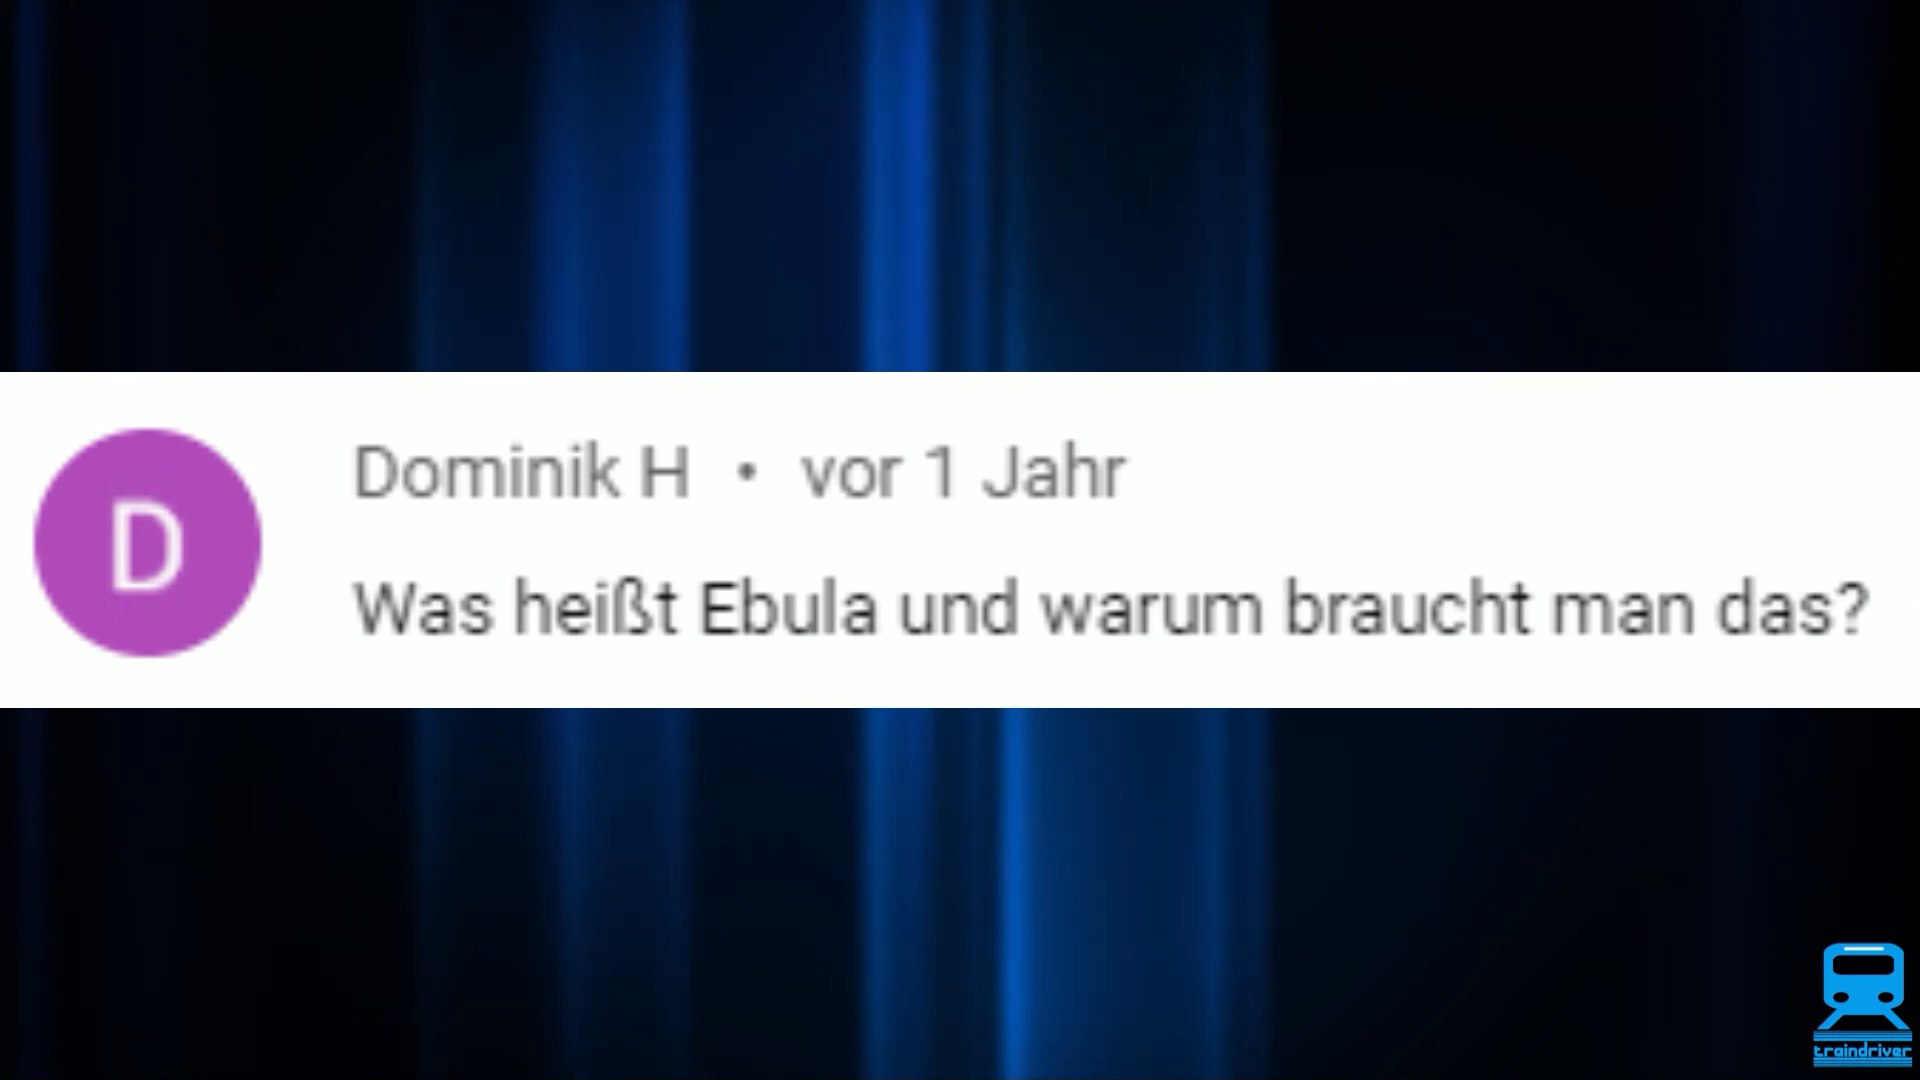 D
Dominik H • vor 1 Jahr
Was heißt Ebula und warum braucht man das?
traindriver